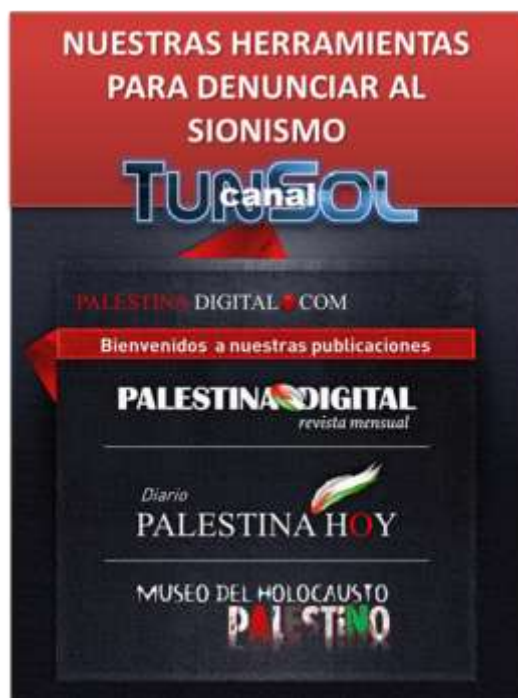 NUESTRAS HERRAMIENTAS
PARA DENUNCIAR AL
SIONISMO
TUNSOL
canal
PALESTINA DIGITAL.COM
Bienvenidos a nuestras publicaciones
PALESTINA DIGITAL
revista mensual
Diario
PALESTINA HOY
MUSEO DEL HOLOCAUSTO
PALESTINO